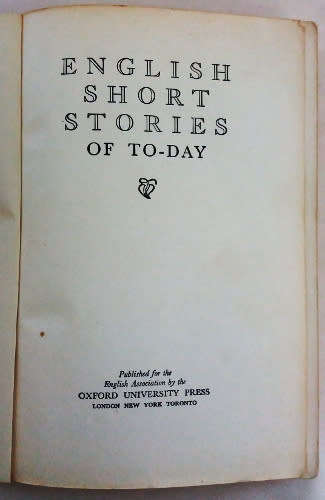 ENGLISH
SHORT
STORIES
OF TO-DAY
Published for the
English Association by the
OXFORD UNIVERSITY PRESS
LONDON NEW YORK TORONTO